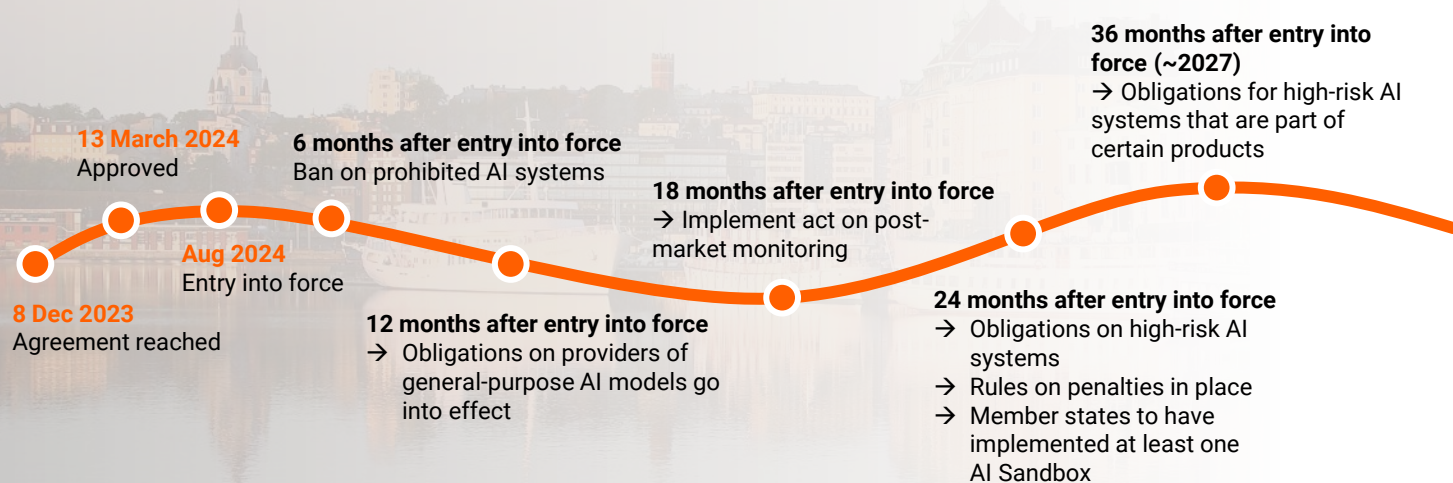 8 Dec 2023
Agreement reached
13 March 2024
Approved
Aug 2024
Entry into force
6 months after entry into force
Ban on prohibited AI systems
12 months after entry into force
→ Obligations on providers of
general-purpose AI models go
into effect
18 months after entry into force
→ Implement act on post-
market monitoring
24 months after entry into force
→ Obligations on high-risk AI
systems
→ Rules on penalties in place
→ Member states to have
implemented at least one
AI Sandbox
36 months after entry into
force (~2027)
→ Obligations for high-risk AI
systems that are part of
certain products